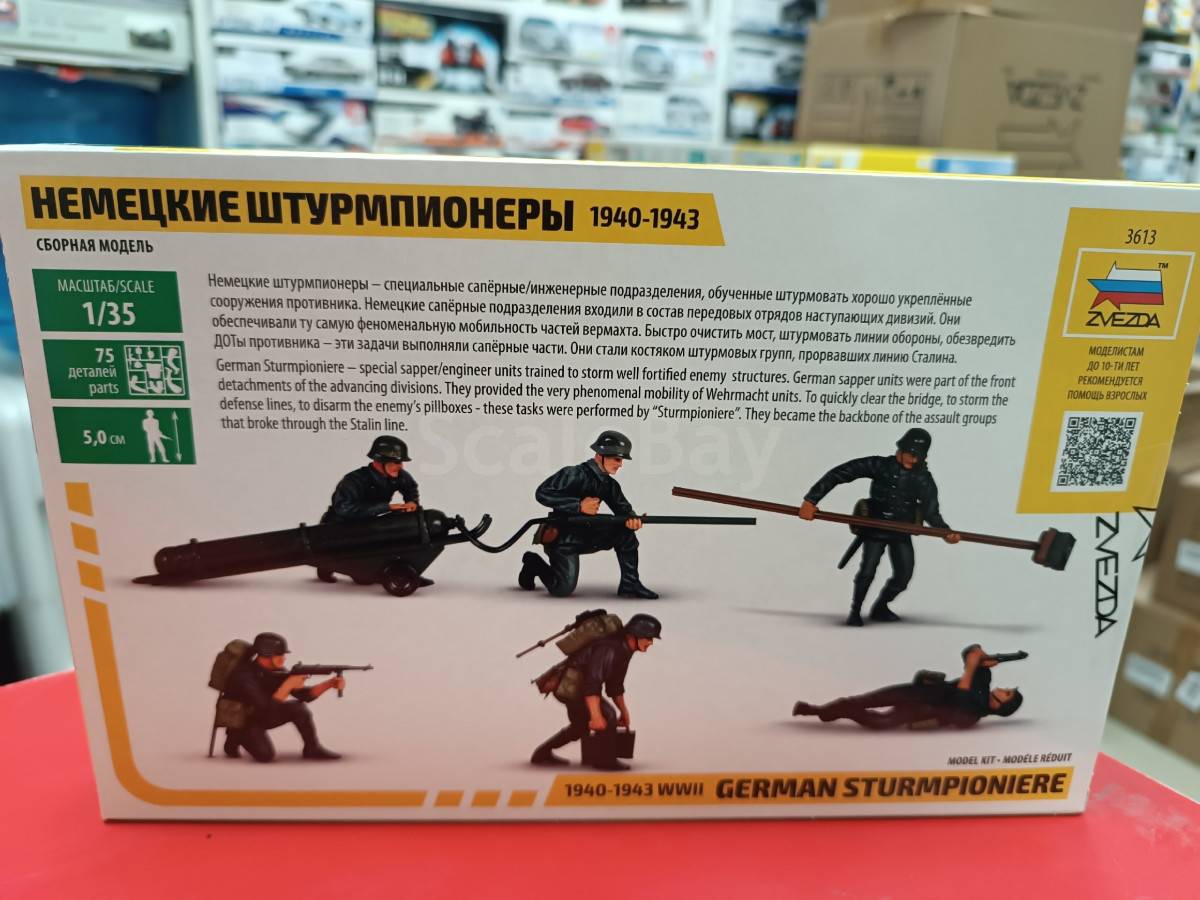 НЕМЕЦКИЕ ШТУРМПИОНЕРЫ 1940-1943
СБОРНАЯ МОДЕЛЬ
МАСШТАБ/SCALE
1/35
75
деталей
parts
5,0 см
Немецкие штурмпионеры – специальные сапёрные/инженерные подразделения, обученные штурмовать хорошо укреплённые
сооружения противника. Немецкие сапёрные подразделения входили в состав передовых отрядов наступающих дивизий. Они
обеспечивали ту самую феноменальную мобильность частей вермахта. Быстро очистить мост, штурмовать линии обороны, обезвредить
ДОТы противника – эти задачи выполняли сапёрные части. Они стали костяком штурмовых групп, прорвавших линию Сталина.
German Sturmpioniere – special sapper/engineer units trained to storm well fortified enemy structures. German sapper units were part of the front
detachments of the advancing divisions. They provided the very phenomenal mobility of Wehrmacht units. To quickly clear the bridge, to storm the
defense lines, to disarm the enemy's pillboxes - these tasks were performed by "Sturmpioniere". They became the backbone of the assault groups
that broke through the Stalin line.
3613
TM
ZVEZDA
МОДЕЛИСТАМ
ДО 10-ТИ ЛЕТ
РЕКОМЕНДУЕТСЯ
ПОМОЩЬ ВЗРОСЛЫХ
ZVEZDA
ScaleBay
MODEL KIT - MODÈLE RÉDUIT
1940-1943 WWII GERMAN STURMPIONIERE